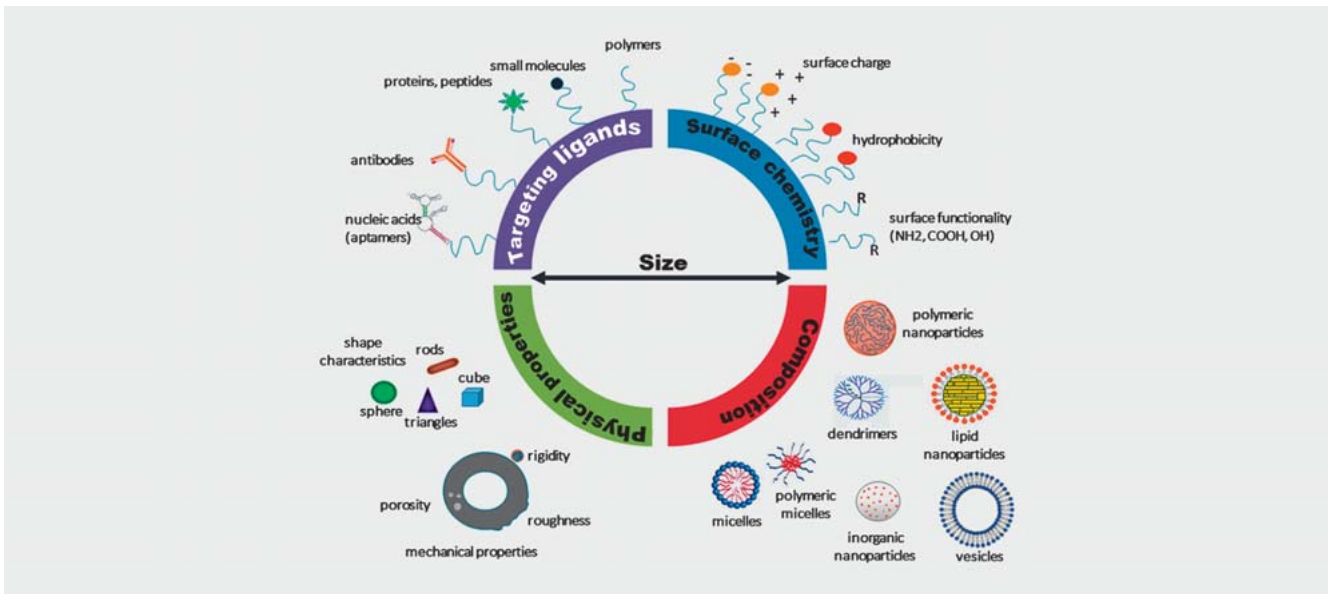 polymers
small molecules
proteins, peptides
antibodies
nucleic acids
(aptamers)
Targeting ligands
Surface chemistry
- - -
+ + + + +
surface charge
hydrophobicity
R
R
surface functionality
(NH2, COOH, OH)
Size
Physical properties
shape
characteristics
rods
cube
sphere
triangles
rigidity
porosity
roughness
mechanical properties
Composition
polymeric
nanoparticles
dendrimers
lipid
nanoparticles
micelles
polymeric
micelles
inorganic
nanoparticles
vesicles